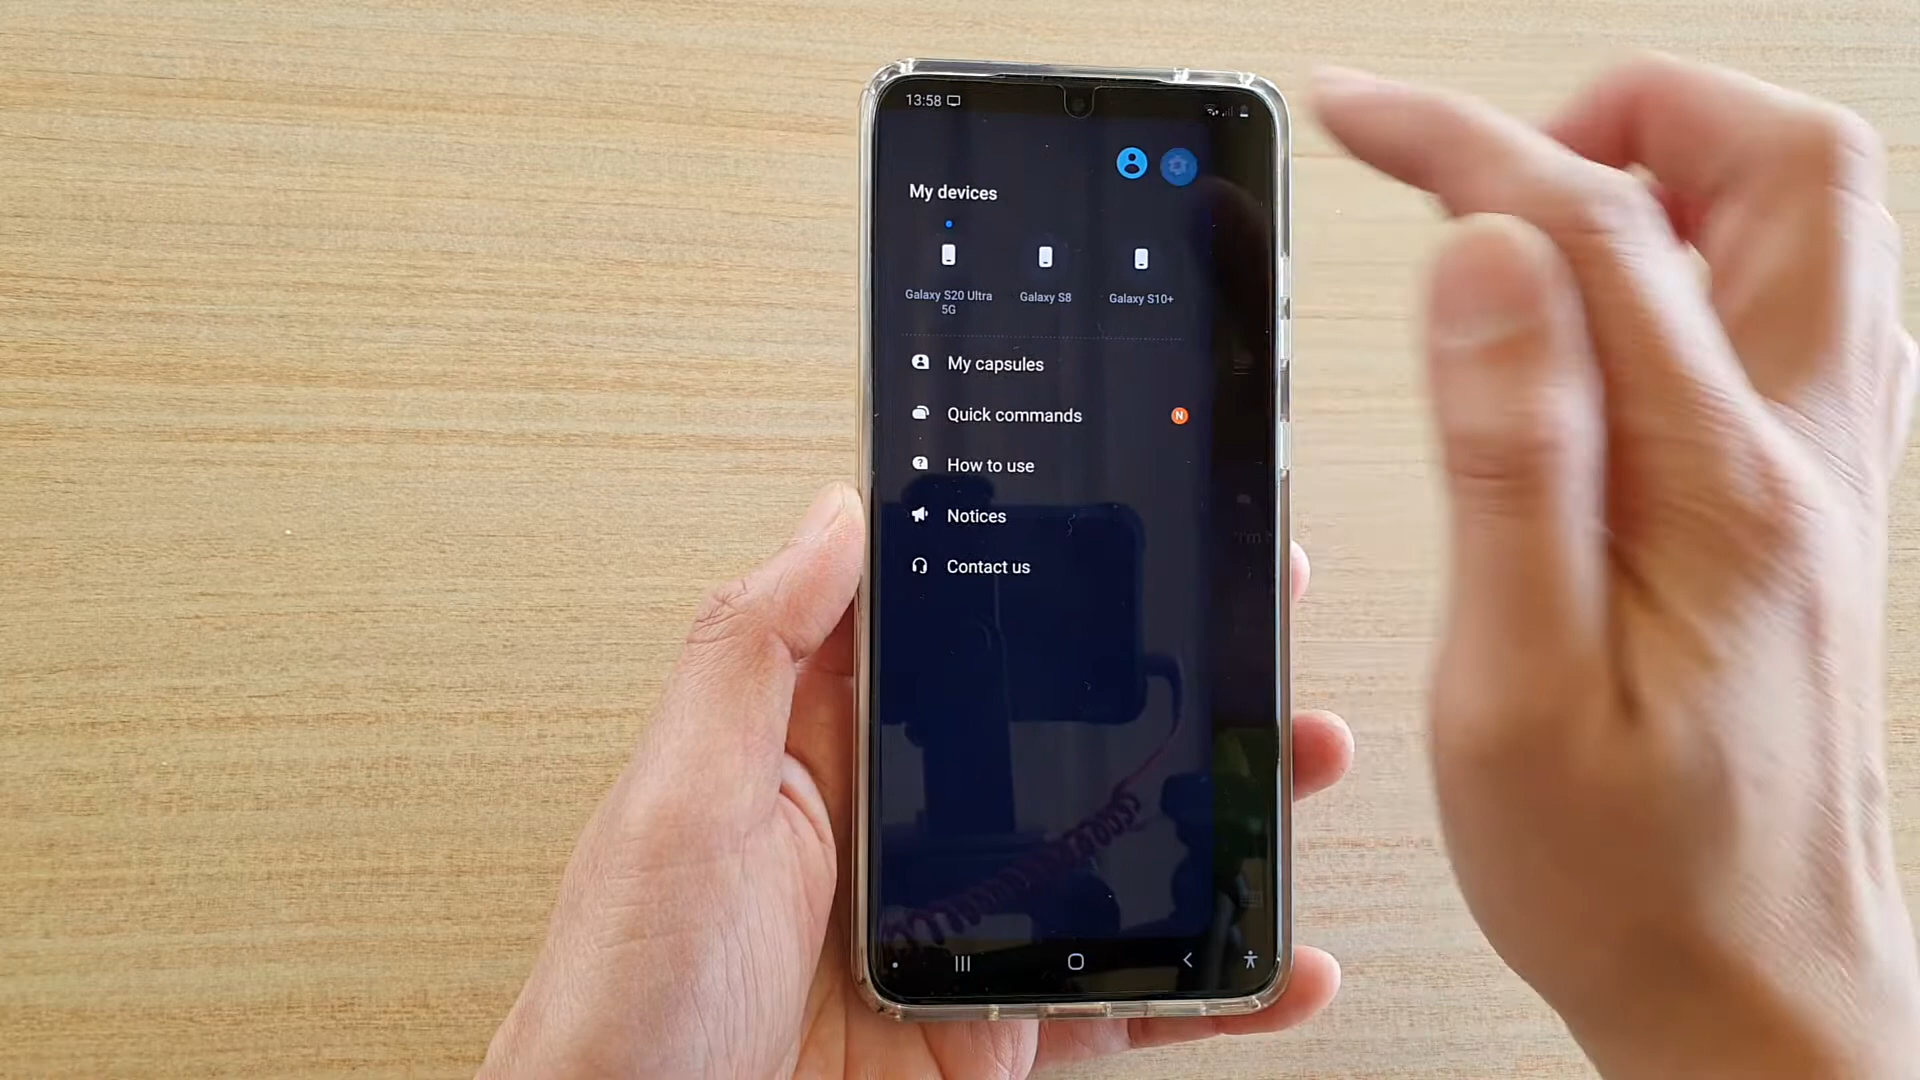 13:58
My devices
Galaxy S20 Ultra
5G
Galaxy S8
Galaxy S10+
My capsules
Quick commands
N
How to use
Notices
Contact us
"I'm